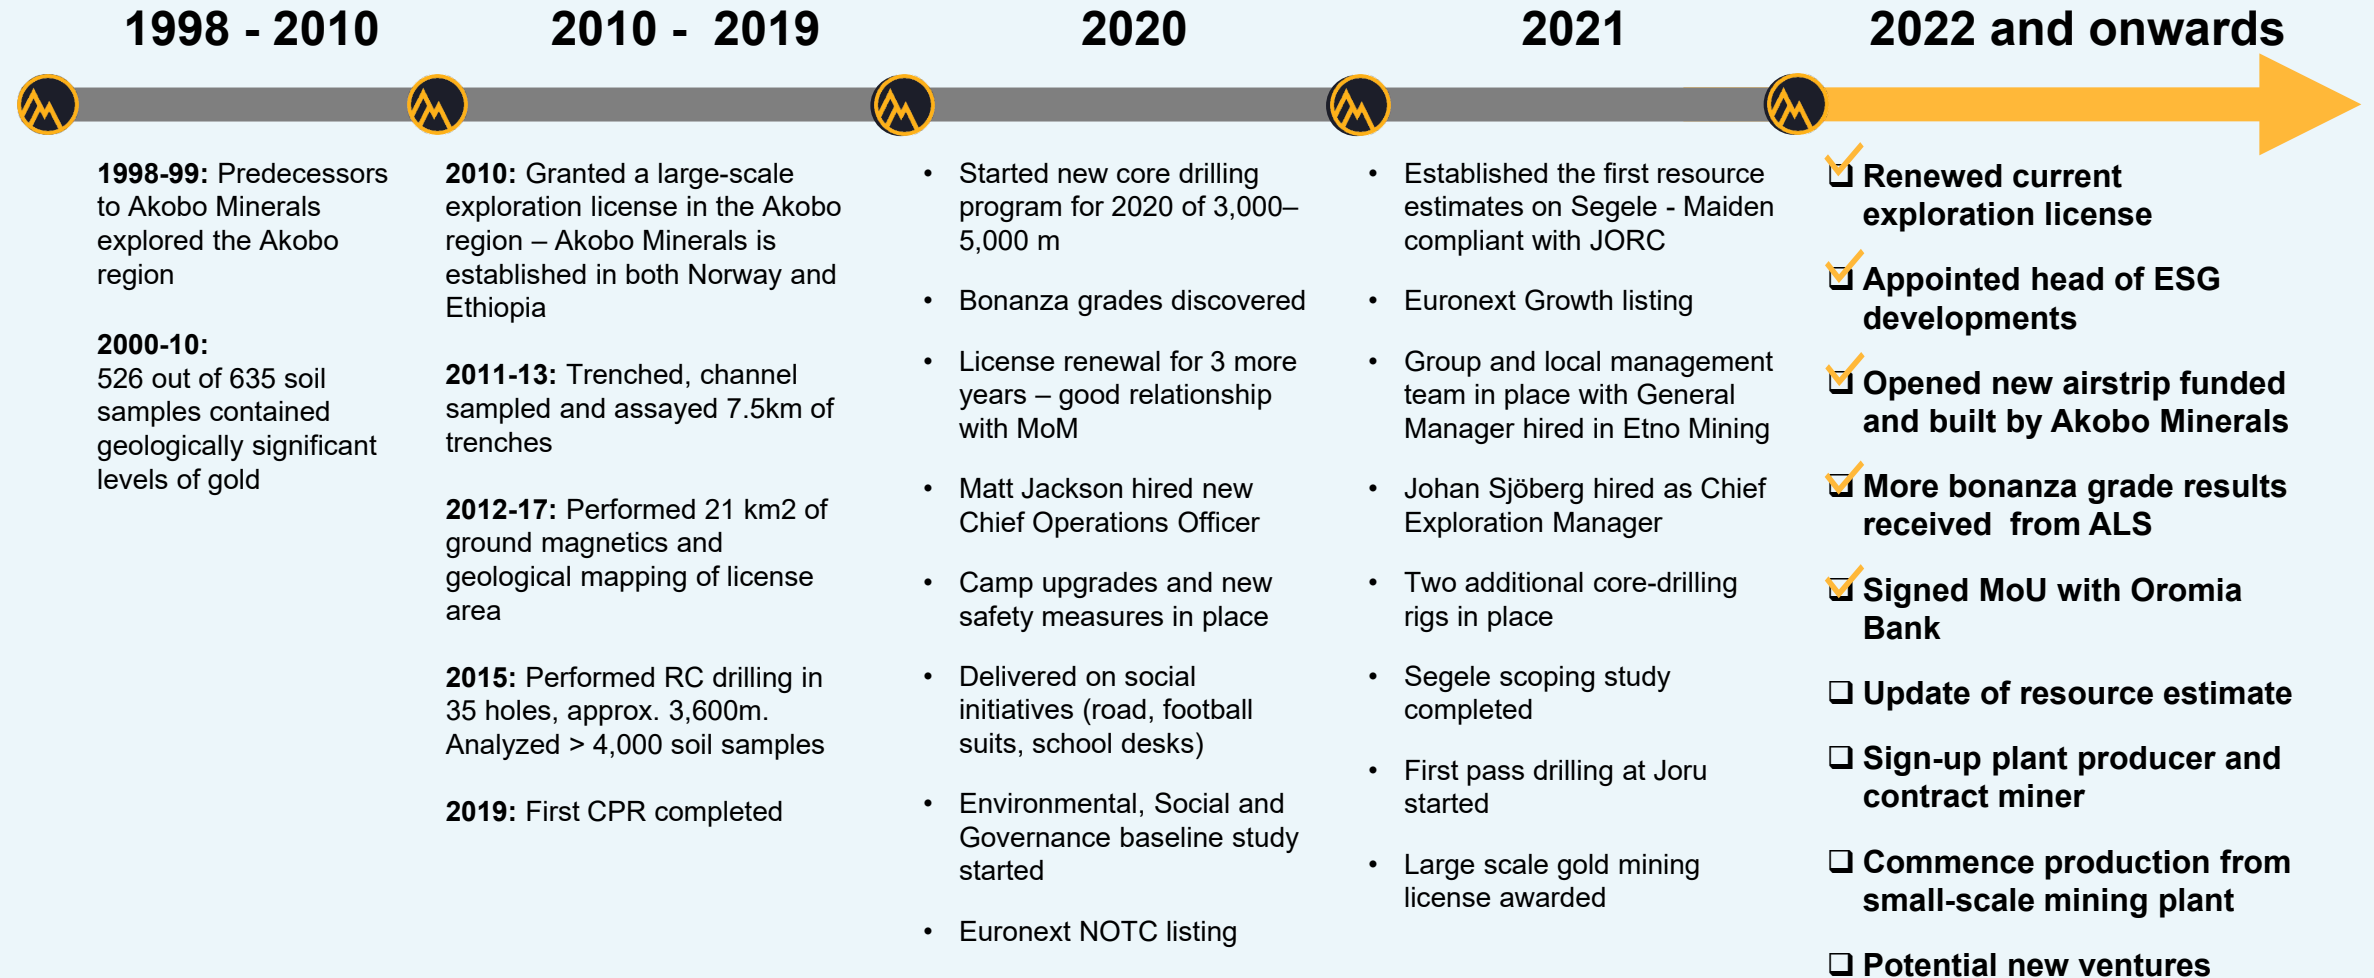 1998 - 2010
2010 -  2019
2020
2021
2022 and onwards
1998-99: Predecessors
to Akobo Minerals
explored the Akobo
region
2000-10:
526 out of 635 soil
samples contained
geologically significant
levels of gold
2010: Granted a large-scale
exploration license in the Akobo
region – Akobo Minerals is
established in both Norway and
Ethiopia
2011-13: Trenched, channel
sampled and assayed 7.5km of
trenches
2012-17: Performed 21 km2 of
ground magnetics and
geological mapping of license
area
2015: Performed RC drilling in
35 holes, approx. 3,600m.
Analyzed > 4,000 soil samples
2019: First CPR completed
• Started new core drilling
program for 2020 of 3,000–
5,000 m
• Bonanza grades discovered
• License renewal for 3 more
years – good relationship
with MoM
• Matt Jackson hired new
Chief Operations Officer
• Camp upgrades and new
safety measures in place
• Delivered on social
initiatives (road, football
suits, school desks)
• Environmental, Social and
Governance baseline study
started
• Euronext NOTC listing
• Established the first resource
estimates on Segele - Maiden
compliant with JORC
• Euronext Growth listing
• Group and local management
team in place with General
Manager hired in Etno Mining
• Johan Sjöberg hired as Chief
Exploration Manager
• Two additional core-drilling
rigs in place
• Segele scoping study
completed
• First pass drilling at Joru
started
• Large scale gold mining
license awarded
Renewed current
exploration license
Appointed head of ESG
developments
Opened new airstrip funded
and built by Akobo Minerals
More bonanza grade results
received  from ALS
Signed MoU with Oromia
Bank
Update of resource estimate
Sign-up plant producer and
contract miner
Commence production from
small-scale mining plant
Potential new ventures